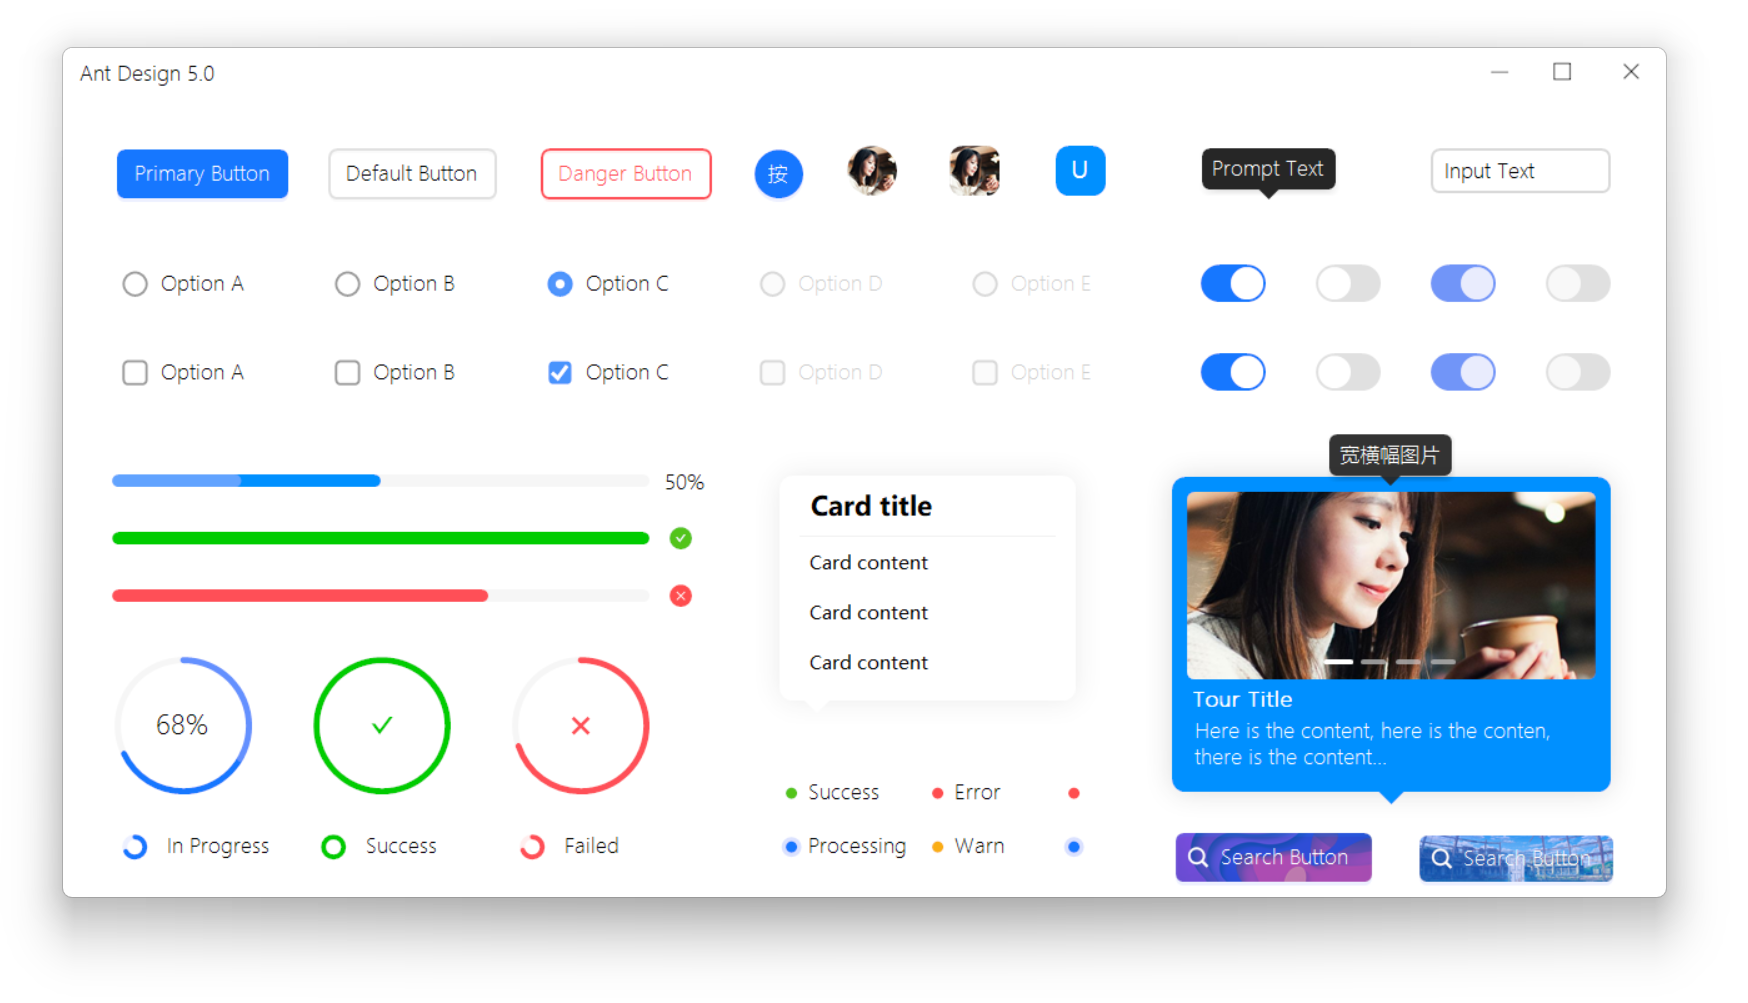 Ant Design 5.0
Primary Button
Default Button
Danger Button
按
U
Prompt Text
Input Text
Option A
Option B
Option C
Option D
Option E
Option A
Option B
Option C
Option D
Option E
50%
宽横幅图片
Card title
Card content
Card content
Card content
68%
Tour Title
Here is the content, here is the conten,
there is the content...
Success
Error
In Progress
Success
Failed
Processing
Warn
Search Button
Search Button